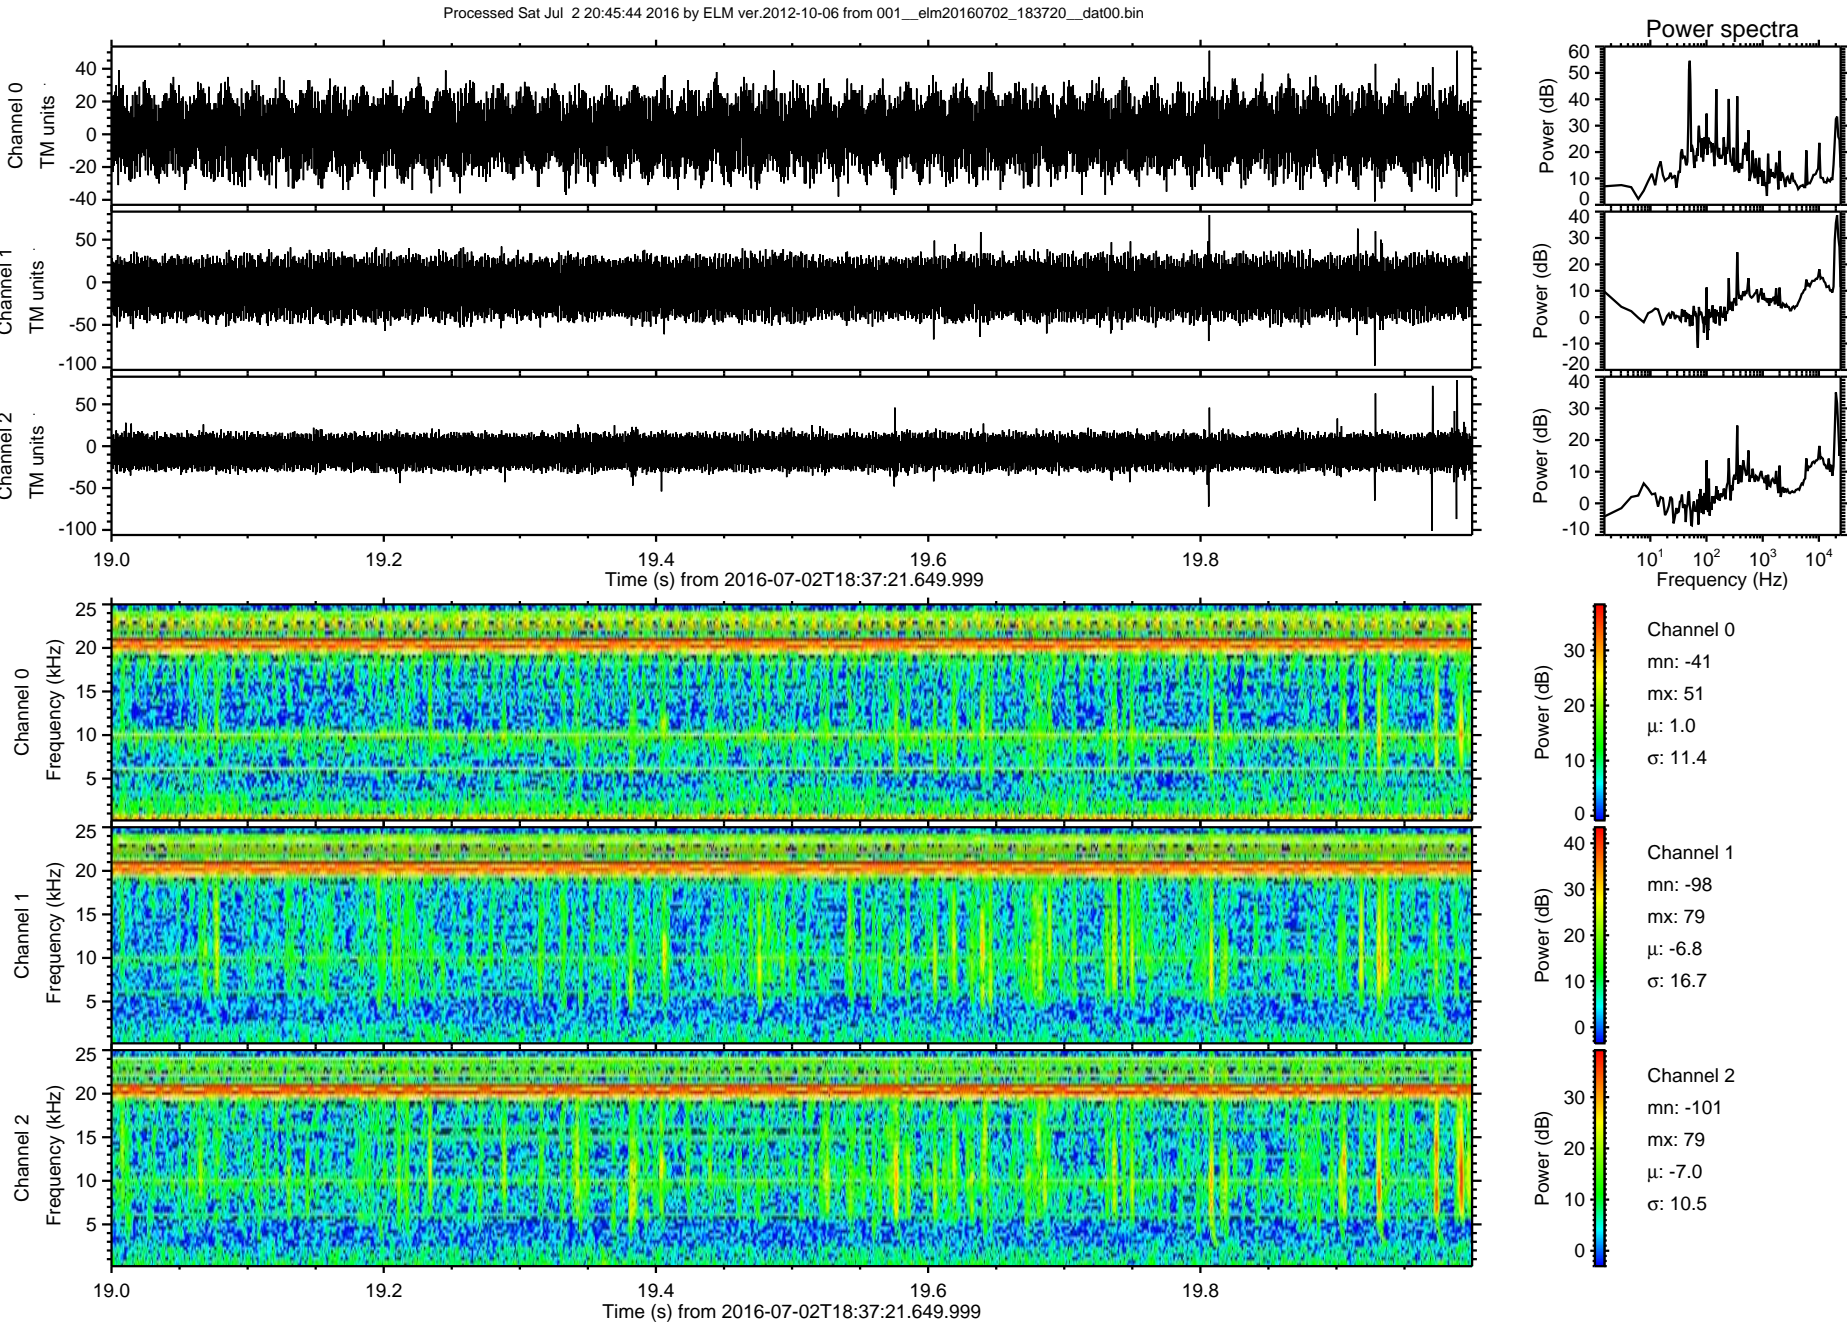 Processed Sat Jul  2 20:45:44 2016 by ELM ver.2012-10-06 from 001__elm20160702_183720__dat00.bin
Power spectra
Channel 0
TM units
40
20
0
-20
-40
Power (dB)
60
50
40
30
20
10
0
Channel 1
TM units
50
0
-50
-100
Power (dB)
40
30
20
10
0
-10
-20
Channel 2
TM units
50
0
-50
-100
Power (dB)
40
30
20
10
0
-10
19.0 19.2 19.4 19.6 19.8
Time (s) from 2016-07-02T18:37:21.649.999
10^1 10^2 10^3 10^4
Frequency (Hz)
Channel 0
Frequency (kHz)
25
20
15
10
5
Power (dB)
30
20
10
0
Channel 0
mn: -41
mx: 51
μ: 1.0
σ: 11.4
Channel 1
Frequency (kHz)
25
20
15
10
5
Power (dB)
40
30
20
10
0
Channel 1
mn: -98
mx: 79
μ: -6.8
σ: 16.7
Channel 2
Frequency (kHz)
25
20
15
10
5
Power (dB)
30
20
10
0
Channel 2
mn: -101
mx: 79
μ: -7.0
σ: 10.5
19.0 19.2 19.4 19.6 19.8
Time (s) from 2016-07-02T18:37:21.649.999